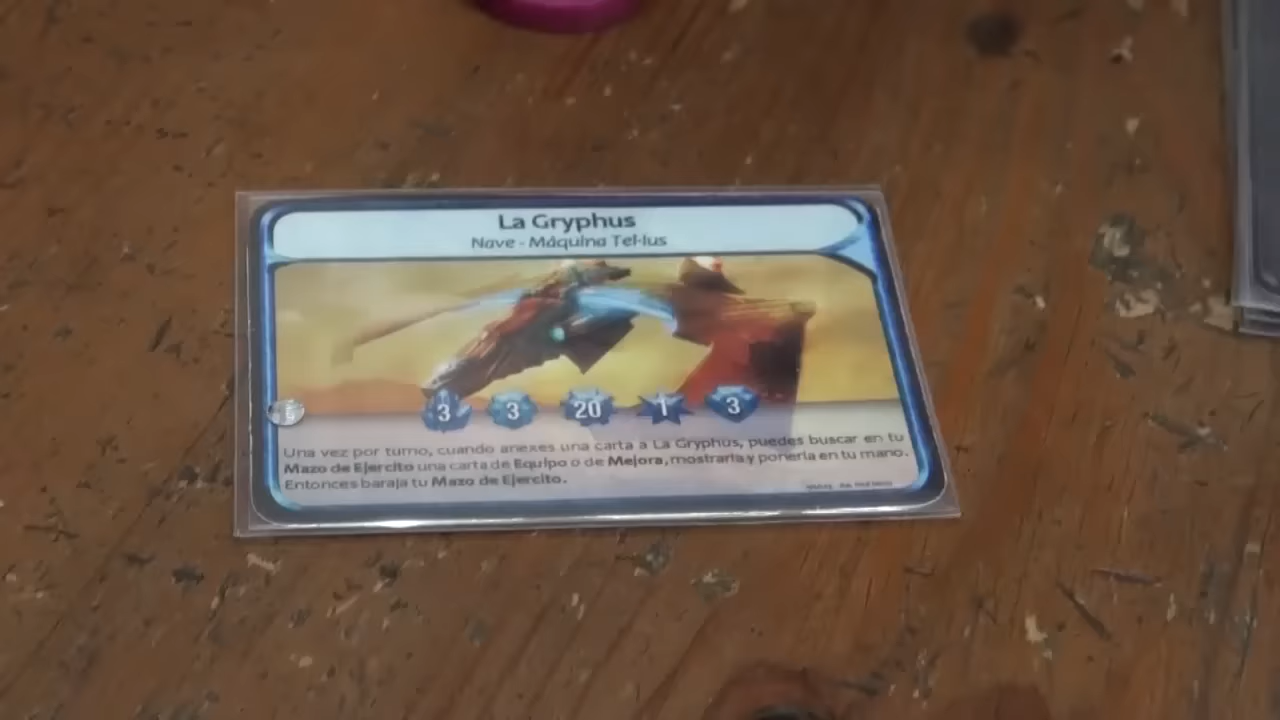 La Gryphus
Nave - Máquina Tel·lus
3 3 20 1 3
Una vez por turno, cuando anexes una carta a La Gryphus, puedes buscar en tu
Mazo de Ejercito una carta de Equipo o de Mejora, mostrarla y ponerla en tu mano.
Entonces baraja tu Mazo de Ejercito.